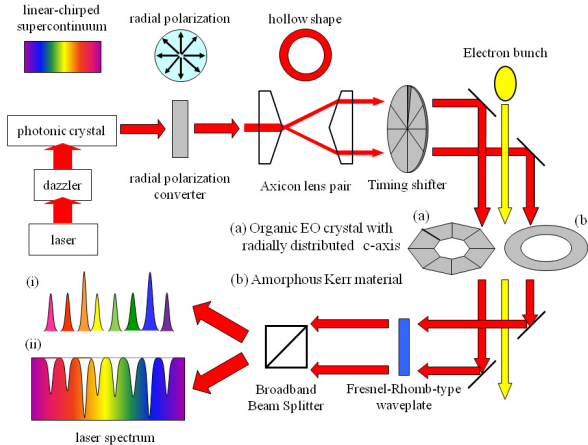 linear-chirped
supercontinuum
radial polarization
hollow shape
Electron bunch
photonic crystal
dazzler
laser
radial polarization
converter
Axicon lens pair
Timing shifter
(a) Organic EO crystal with
radially distributed c-axis
(b) Amorphous Kerr material
(a)
(b
(i)
(ii)
laser spectrum
Broadband
Beam Splitter
Fresnel-Rhomb-type
waveplate